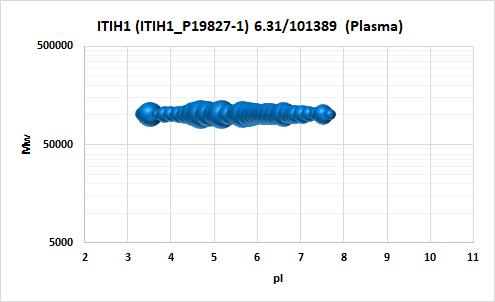 ITIH1 (ITIH1_P19827-1) 6.31/101389 (Plasma)
500000
50000
5000
Mw
2 3 4 5 6 7 8 9 10 11
pI